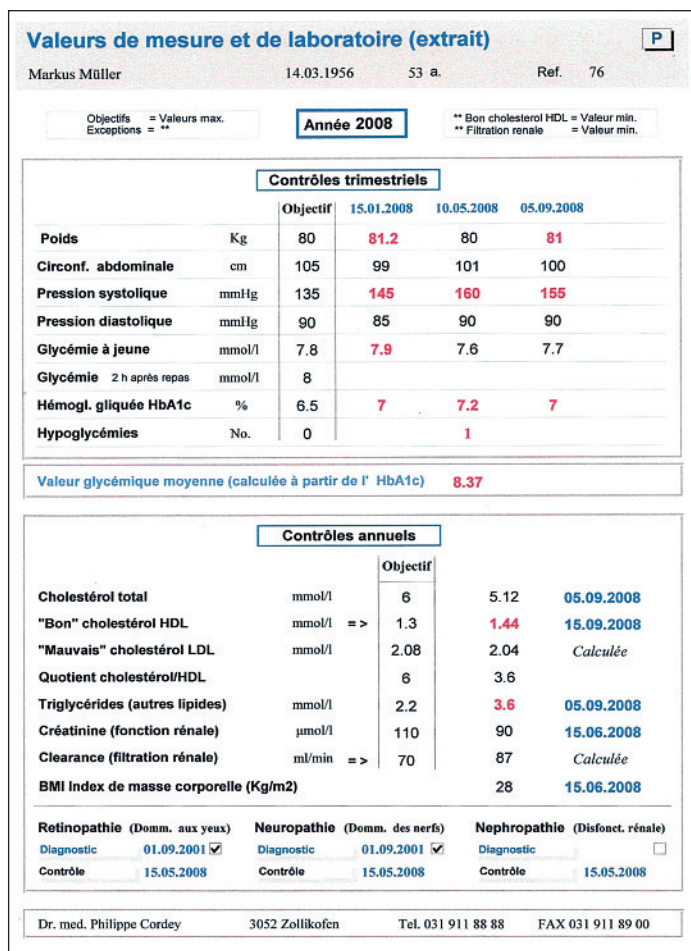 Valeurs de mesure et de laboratoire (extrait) P
Markus Müller 14.03.1956 53 a. Ref. 76
Objectifs = Valeurs max.
Exceptions = **
Année 2008
** Bon cholesterol HDL = Valeur min.
** Filtration renale = Valeur min.
Contrôles trimestriels
Objectif 15.01.2008 10.05.2008 05.09.2008
Poids Kg 80 81.2 80 81
Circonf. abdominale cm 105 99 101 100
Pression systolique mmHg 135 145 160 155
Pression diastolique mmHg 90 85 90 90
Glycémie à jeune mmol/l 7.8 7.9 7.6 7.7
Glycémie 2 h après repas mmol/l 8
Hémogl. gliquée HbA1c % 6.5 7 7.2 7
Hypoglycémies No. 0 1
Valeur glycémique moyenne (calculée à partir de l' HbA1c) 8.37
Contrôles annuels
Objectif
Cholestérol total mmol/l 6 5.12 05.09.2008
"Bon" cholestérol HDL mmol/l => 1.3 1.44 15.09.2008
"Mauvais" cholestérol LDL mmol/l 2.08 2.04 Calculée
Quotient cholestérol/HDL 6 3.6
Triglycérides (autres lipides) mmol/l 2.2 3.6 05.09.2008
Créatinine (fonction rénale) µmol/l 110 90 15.06.2008
Clearance (filtration rénale) ml/min => 70 87 Calculée
BMI Index de masse corporelle (Kg/m2) 28 15.06.2008
Retinopathie (Domm. aux yeux) Neuropathie (Domm. des nerfs) Nephropathie (Disfonct. rénale)
Diagnostic 01.09.2001 Diagnostic 01.09.2001 Diagnostic
Contrôle 15.05.2008 Contrôle 15.05.2008 Contrôle 15.05.2008
Dr. med. Philippe Cordey 3052 Zollikofen Tel. 031 911 88 88 FAX 031 911 89 00